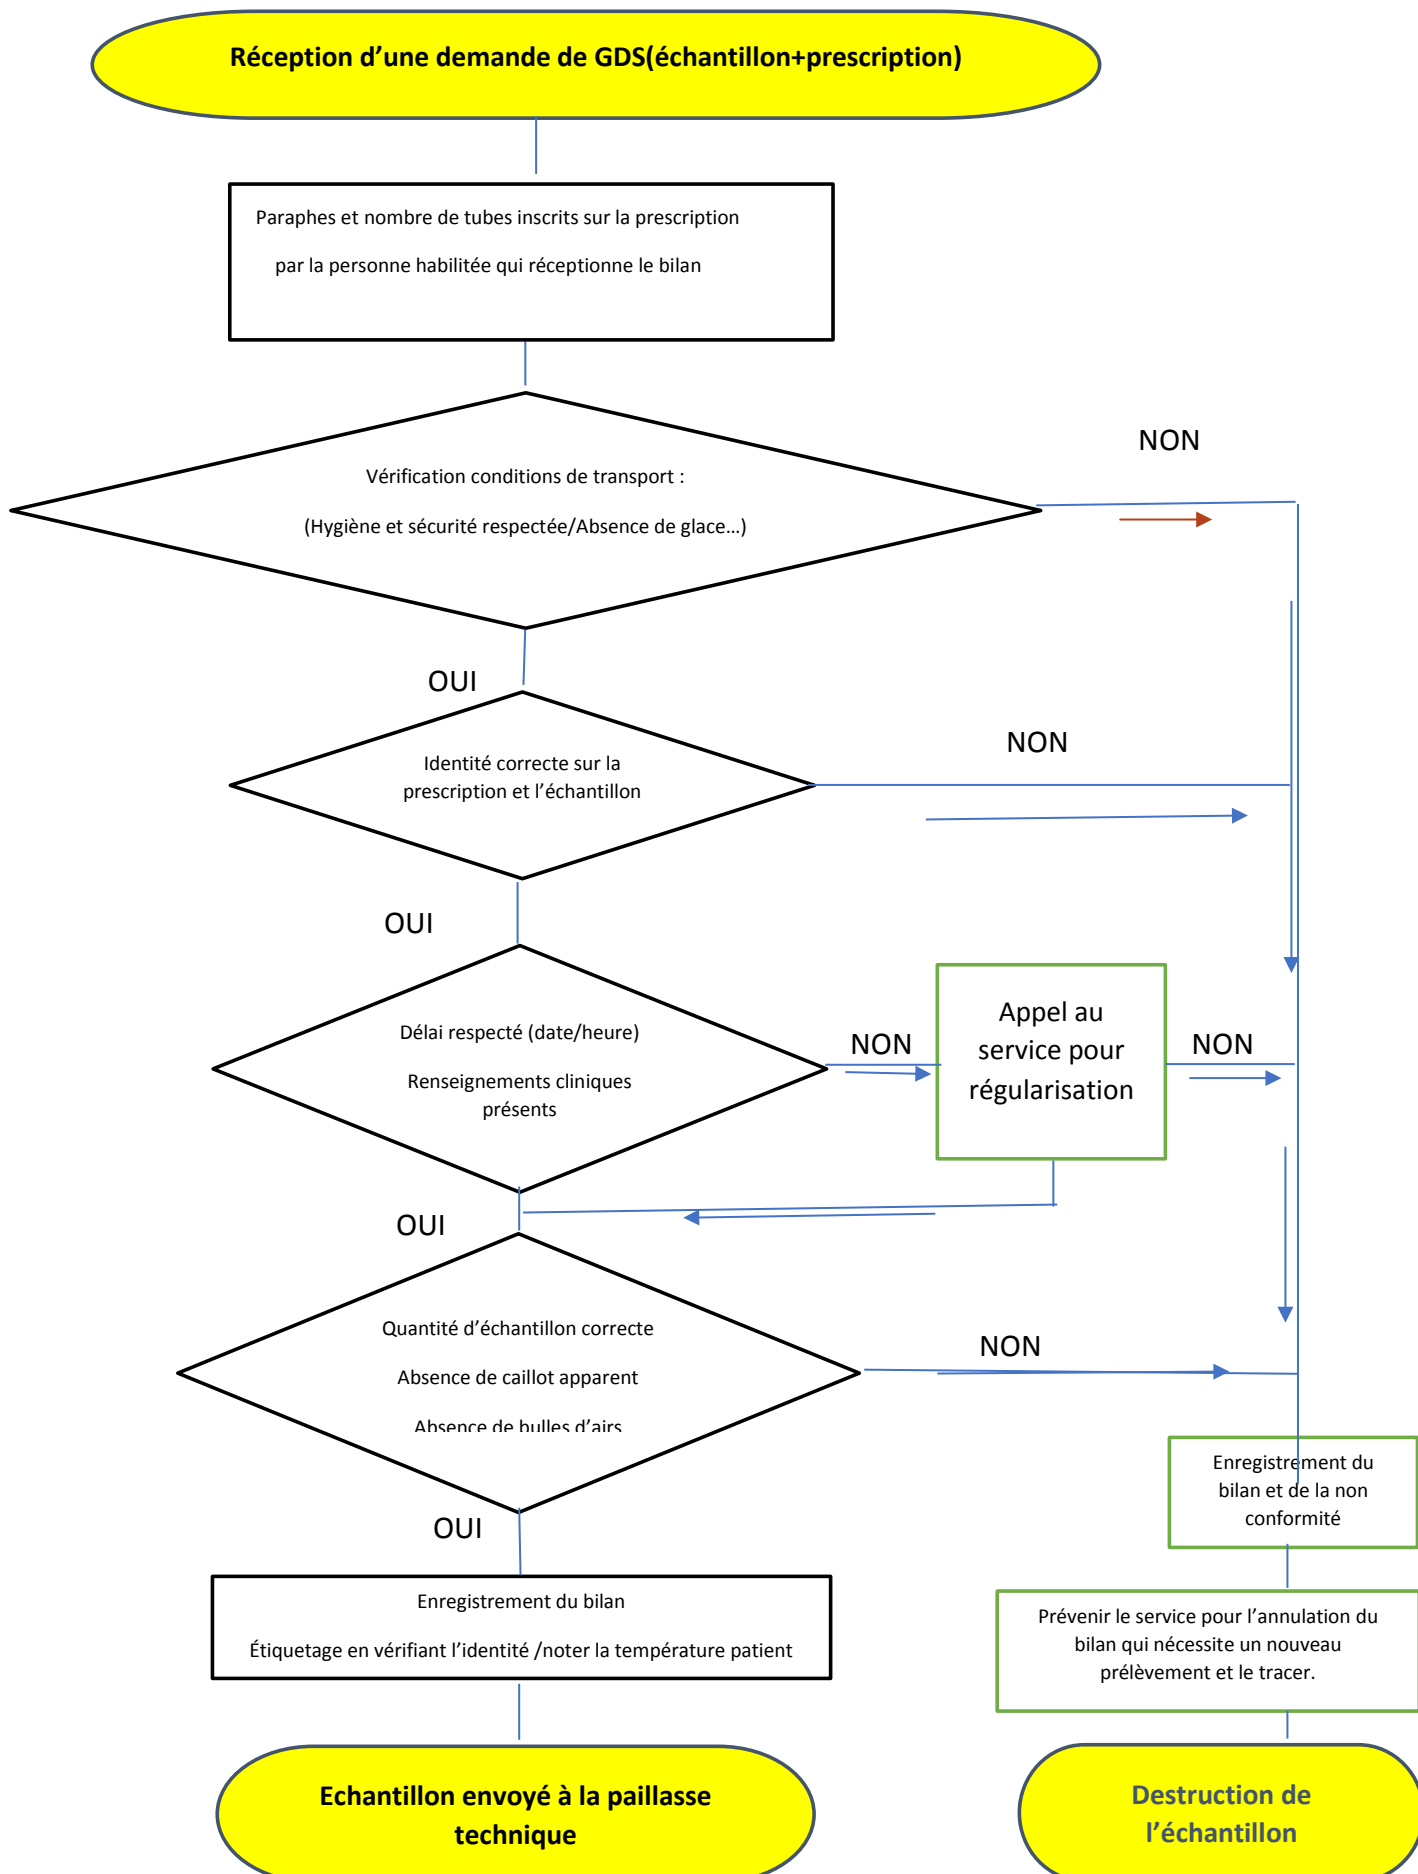 Réception d’une demande de GDS(échantillon+prescription)
Paraphes et nombre de tubes inscrits sur la prescription
par la personne habilitée qui réceptionne le bilan
Vérification conditions de transport :
(Hygiène et sécurité respectée/Absence de glace…)
NON
OUI
Identité correcte sur la
prescription et l’échantillon
NON
OUI
Délai respecté (date/heure)
Renseignements cliniques
présents
NON
Appel au
service pour
régularisation
NON
OUI
Quantité d’échantillon correcte
Absence de caillot apparent
Absence de bulles d’airs
NON
OUI
Enregistrement du
bilan et de la non
conformité
Enregistrement du bilan
Étiquetage en vérifiant l’identité /noter la température patient
Prévenir le service pour l’annulation du
bilan qui nécessite un nouveau
prélèvement et le tracer.
Echantillon envoyé à la paillasse
technique
Destruction de
l’échantillon